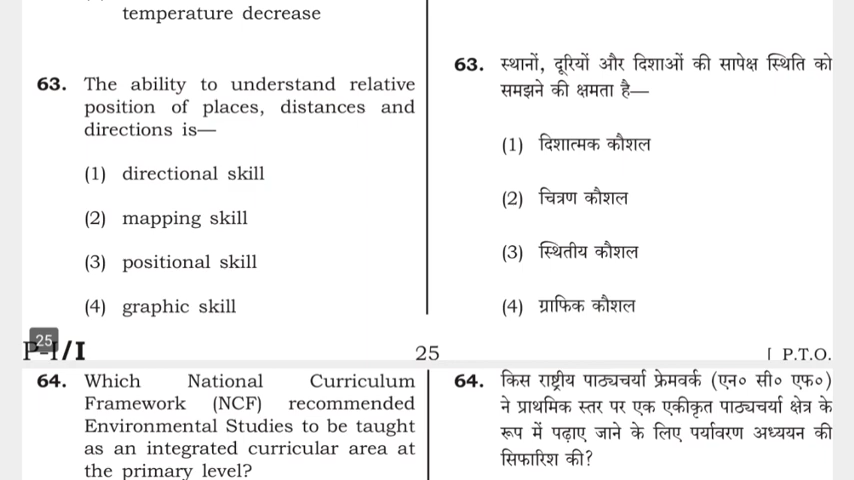 temperature decrease
63. The ability to understand relative
position of places, distances and
directions is—
(1) directional skill
(2) mapping skill
(3) positional skill
(4) graphic skill
63. स्थानों, दूरियों और दिशाओं की सापेक्ष स्थिति को
समझने की क्षमता है—
(1) दिशात्मक कौशल
(2) चित्रण कौशल
(3) स्थितीय कौशल
(4) ग्राफिक कौशल
25
P-I/I
25
[ P.T.O.
64. Which National Curriculum
Framework (NCF) recommended
Environmental Studies to be taught
as an integrated curricular area at
the primary level?
64. किस राष्ट्रीय पाठ्यचर्या फ्रेमवर्क (एन० सी० एफ०)
ने प्राथमिक स्तर पर एक एकीकृत पाठ्यचर्या क्षेत्र के
रूप में पढ़ाए जाने के लिए पर्यावरण अध्ययन की
सिफारिश की?